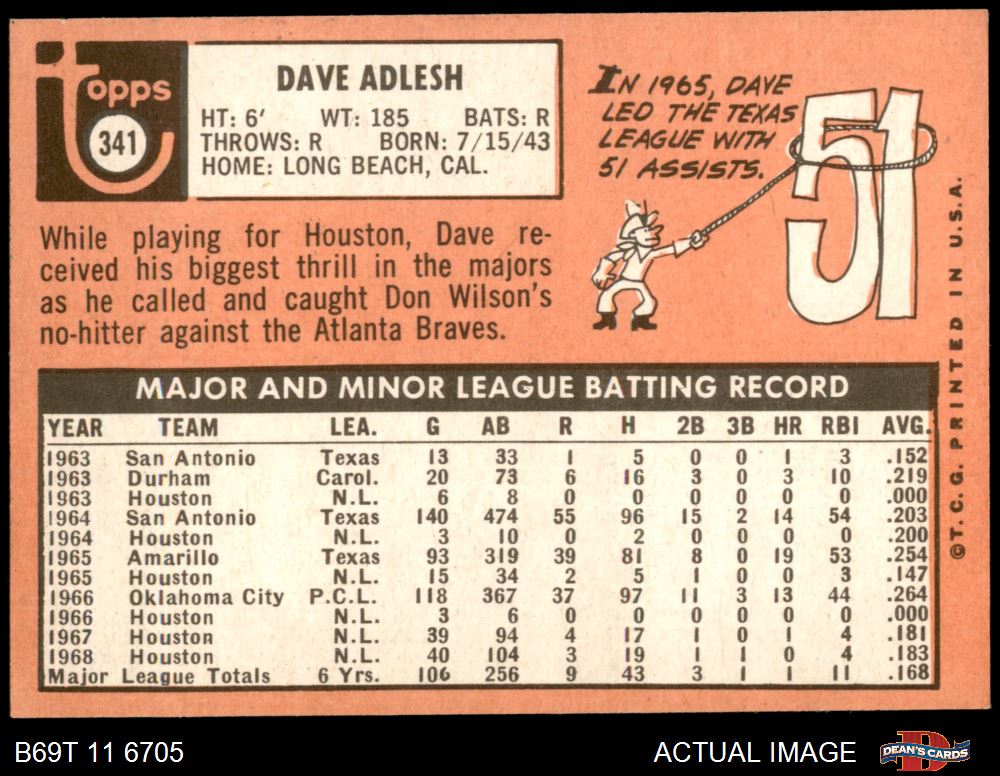 topps
341
DAVE ADLESH
HT: 6' WT: 185 BATS: R
THROWS: R BORN: 7/15/43
HOME: LONG BEACH, CAL.
IN 1965, DAVE
LED THE TEXAS
LEAGUE WITH
51 ASSISTS.
51
While playing for Houston, Dave re-
ceived his biggest thrill in the majors
as he called and caught Don Wilson's
no-hitter against the Atlanta Braves.
MAJOR AND MINOR LEAGUE BATTING RECORD
YEAR TEAM LEA. G AB R H 2B 3B HR RBI AVG.
1963 San Antonio Texas 13 33 1 5 0 0 1 3 .152
1963 Durham Carol. 20 73 6 16 3 0 3 10 .219
1963 Houston N.L. 6 8 0 0 0 0 0 0 .000
1964 San Antonio Texas 140 474 55 96 15 2 14 54 .203
1964 Houston N.L. 3 10 0 2 0 0 0 0 .200
1965 Amarillo Texas 93 319 39 81 8 0 19 53 .254
1965 Houston N.L. 15 34 2 5 1 0 0 3 .147
1966 Oklahoma City P.C.L. 118 367 37 97 11 3 13 44 .264
1966 Houston N.L. 3 6 0 0 0 0 0 0 .000
1967 Houston N.L. 39 94 4 17 1 0 1 4 .181
1968 Houston N.L. 40 104 3 19 1 1 0 4 .183
Major League Totals 6 Yrs. 106 256 9 43 3 1 1 11 .168
©T.C.G. PRINTED IN U.S.A.
B69T 11 6705
ACTUAL IMAGE
D
DEAN'S CARDS